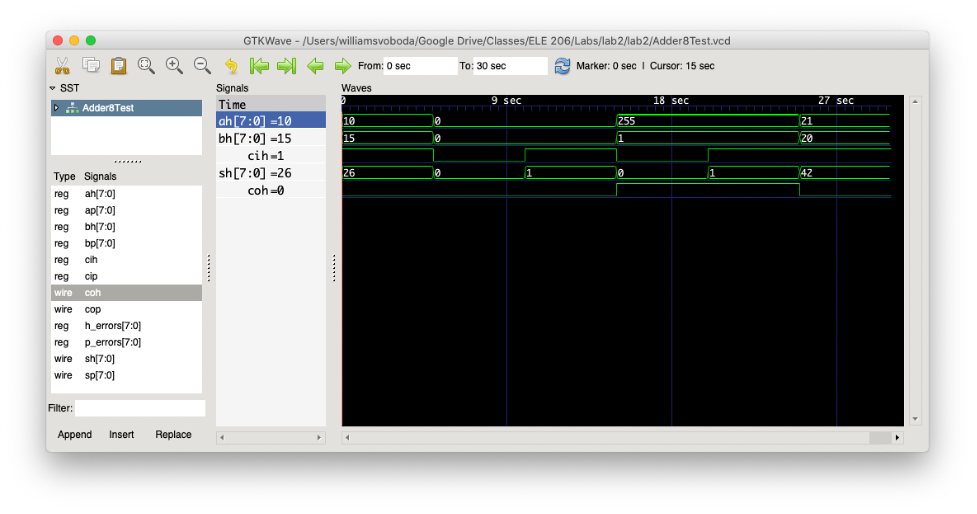 GTKWave - /Users/williamsvoboda/Google Drive/Classes/ELE 206/Labs/lab2/lab2/Adder8Test.vcd
From: 0 sec To: 30 sec Marker: 0 sec | Cursor: 15 sec
SST
Adder8Test
Type Signals
reg ah[7:0]
reg ap[7:0]
reg bh[7:0]
reg bp[7:0]
reg cih
reg cip
wire coh
wire cop
reg h_errors[7:0]
reg p_errors[7:0]
wire sh[7:0]
wire sp[7:0]
Filter:
Append Insert Replace
Signals
Time
ah[7:0] =10
bh[7:0] =15
cih=1
sh[7:0] =26
coh=0
Waves
0 9 sec 18 sec 27 sec
10 0 255 21
15 0 1 20
26 0 1 0 1 42